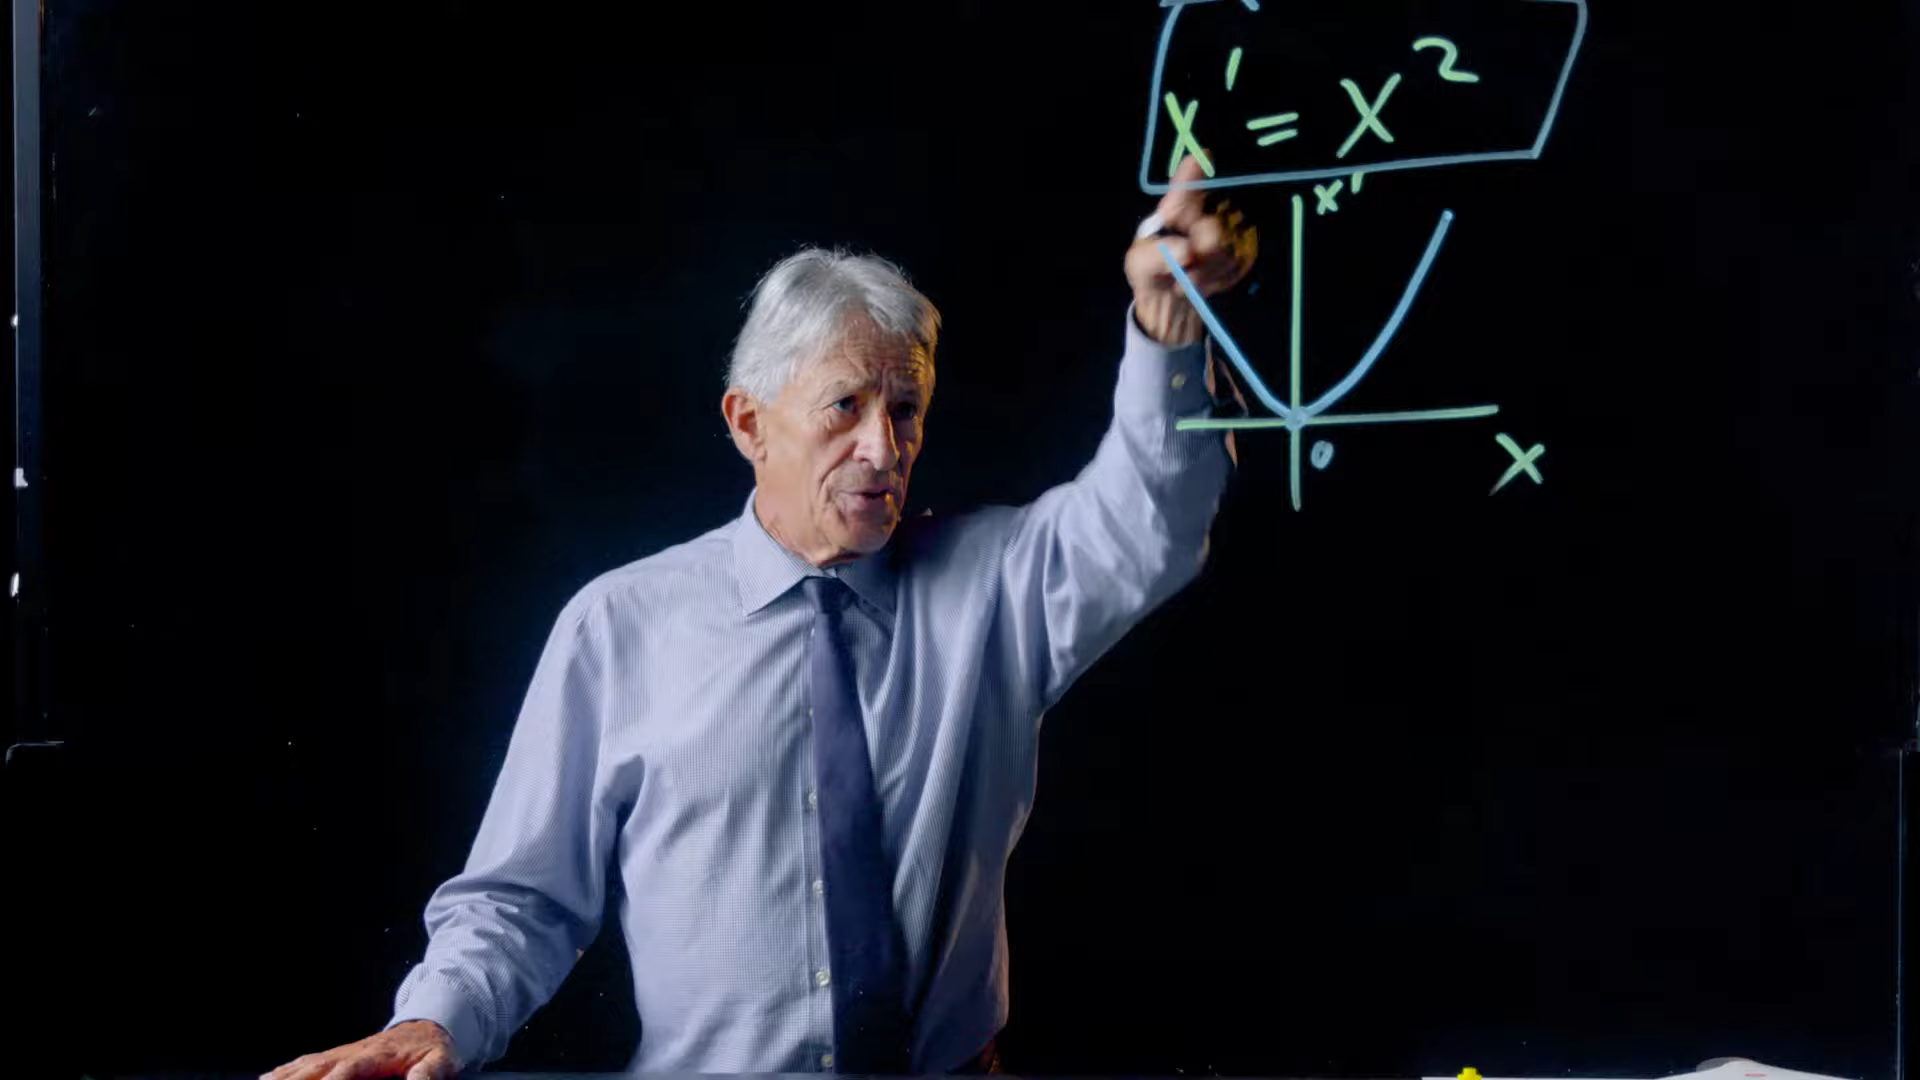 x' = x²
x'
0
x